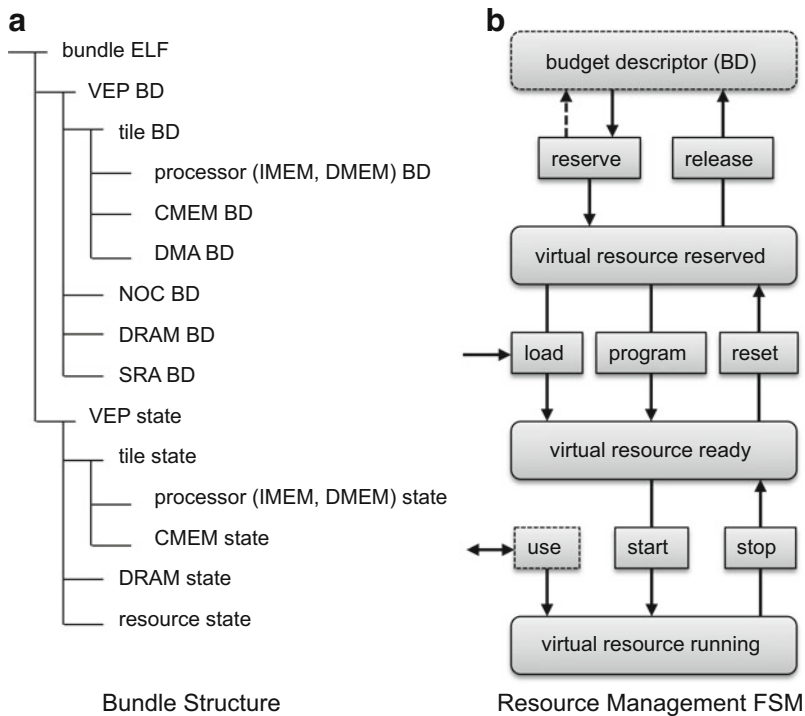 a
bundle ELF
VEP BD
tile BD
processor (IMEM, DMEM) BD
CMEM BD
DMA BD
NOC BD
DRAM BD
SRA BD
VEP state
tile state
processor (IMEM, DMEM) state
CMEM state
DRAM state
resource state
Bundle Structure
b
budget descriptor (BD)
reserve
release
virtual resource reserved
load
program
reset
virtual resource ready
use
start
stop
virtual resource running
Resource Management FSM